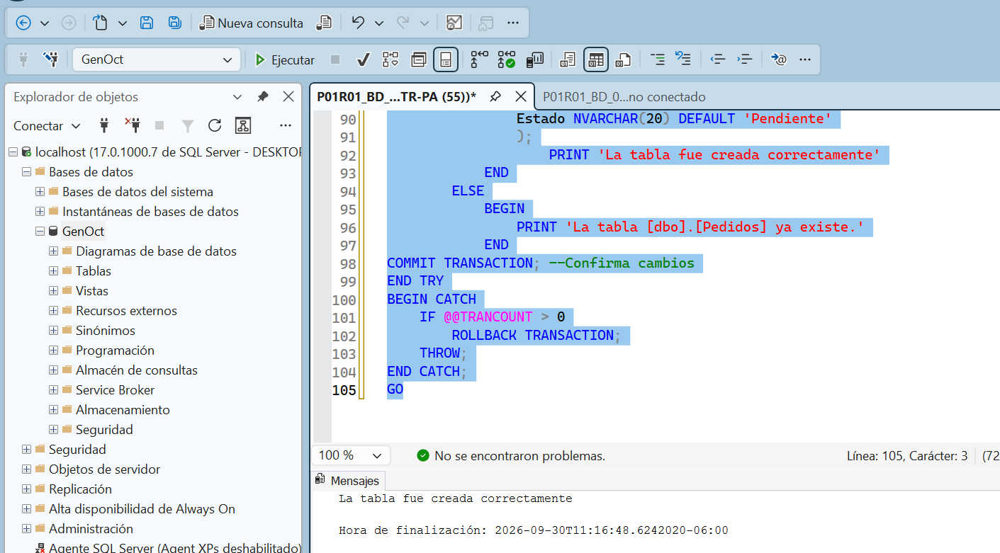 Nueva consulta
GenOct
Ejecutar
Explorador de objetos
P01R01_BD_...TR-PA (55))*
P01R01_BD_0...no conectado
Conectar
localhost (17.0.1000.7 de SQL Server - DESKTOP
Bases de datos
Bases de datos del sistema
Instantáneas de bases de datos
GenOct
Diagramas de base de datos
Tablas
Vistas
Recursos externos
Sinónimos
Programación
Almacén de consultas
Service Broker
Almacenamiento
Seguridad
Seguridad
Objetos de servidor
Replicación
Alta disponibilidad de Always On
Administración
Agente SQL Server (Agent XPs deshabilitado)
90 Estado NVARCHAR(20) DEFAULT 'Pendiente'
91 );
92 PRINT 'La tabla fue creada correctamente'
93 END
94 ELSE
95 BEGIN
96 PRINT 'La tabla [dbo].[Pedidos] ya existe.'
97 END
98 COMMIT TRANSACTION; --Confirma cambios
99 END TRY
100 BEGIN CATCH
101 IF @@TRANCOUNT > 0
102 ROLLBACK TRANSACTION;
103 THROW;
104 END CATCH;
105 GO
100 %
No se encontraron problemas.
Línea: 105, Carácter: 3
(72
Mensajes
La tabla fue creada correctamente
Hora de finalización: 2026-09-30T11:16:48.6242020-06:00